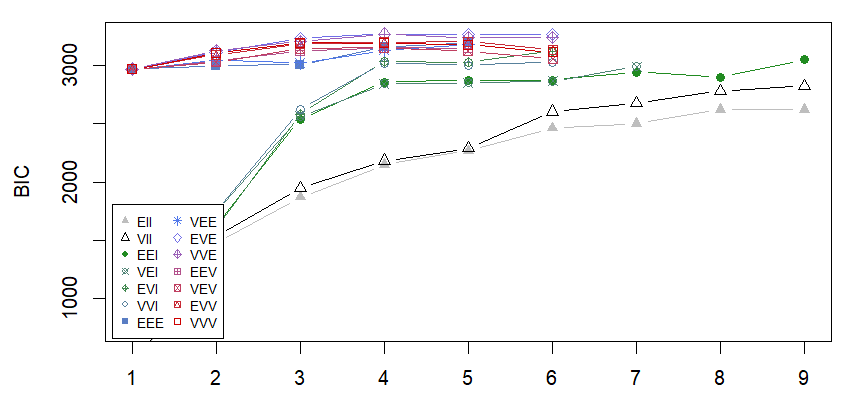 3000
2000
1000
BIC
EII
VII
EEI
VEI
EVI
VVI
EEE
VEE
EVE
VVE
EEV
VEV
EVV
VVV
1 2 3 4 5 6 7 8 9